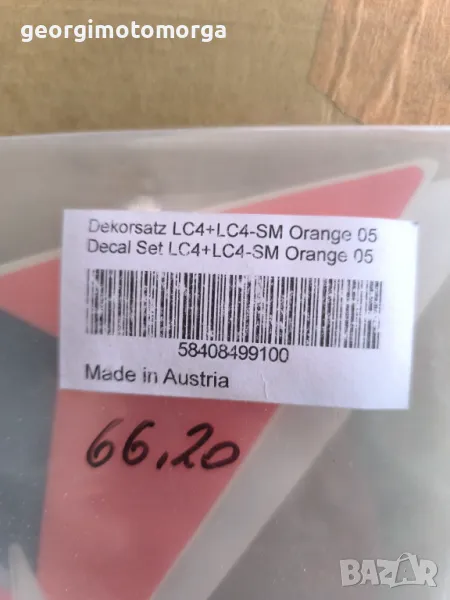 georgimotomorga
Dekorsatz LC4+LC4-SM Orange 05
Decal Set LC4+LC4-SM Orange 05
58408499100
Made in Austria
66,20
BAZAR